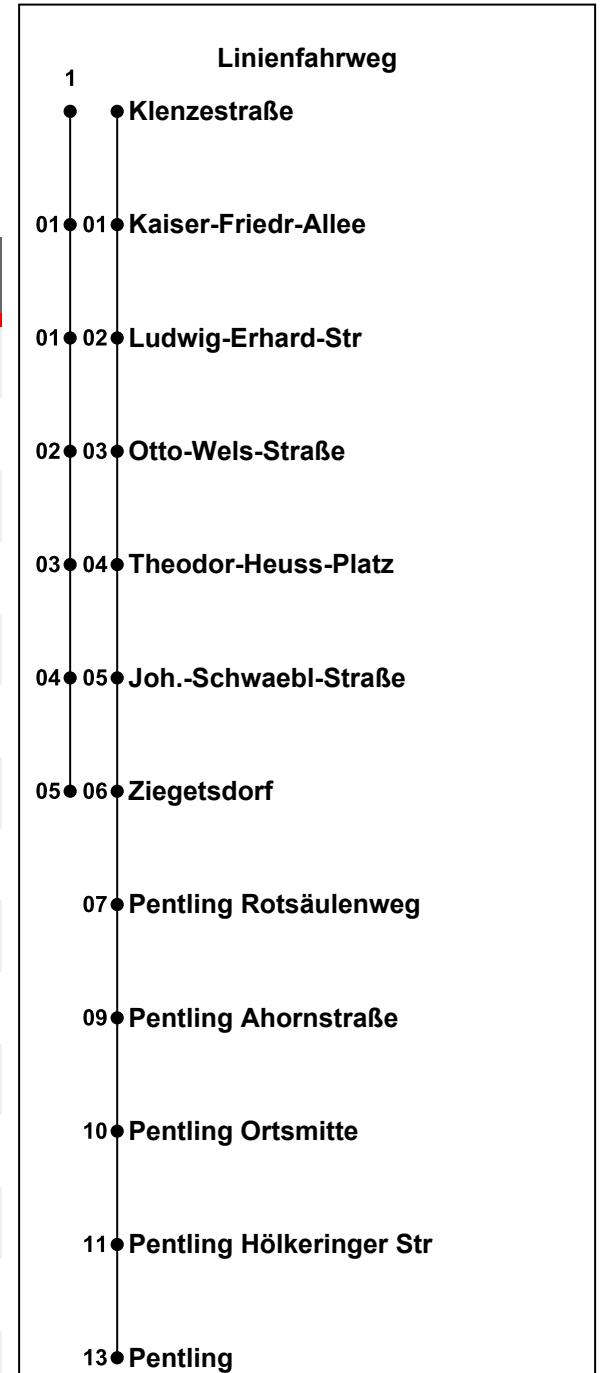 Linienfahrweg
1
Klenzestraße
01 01 Kaiser-Friedr-Allee
01 02 Ludwig-Erhard-Str
02 03 Otto-Wels-Straße
03 04 Theodor-Heuss-Platz
04 05 Joh.-Schwaebl-Straße
05 06 Ziegetsdorf
07 Pentling Rotsäulenweg
09 Pentling Ahornstraße
10 Pentling Ortsmitte
11 Pentling Hölkeringer Str
13 Pentling